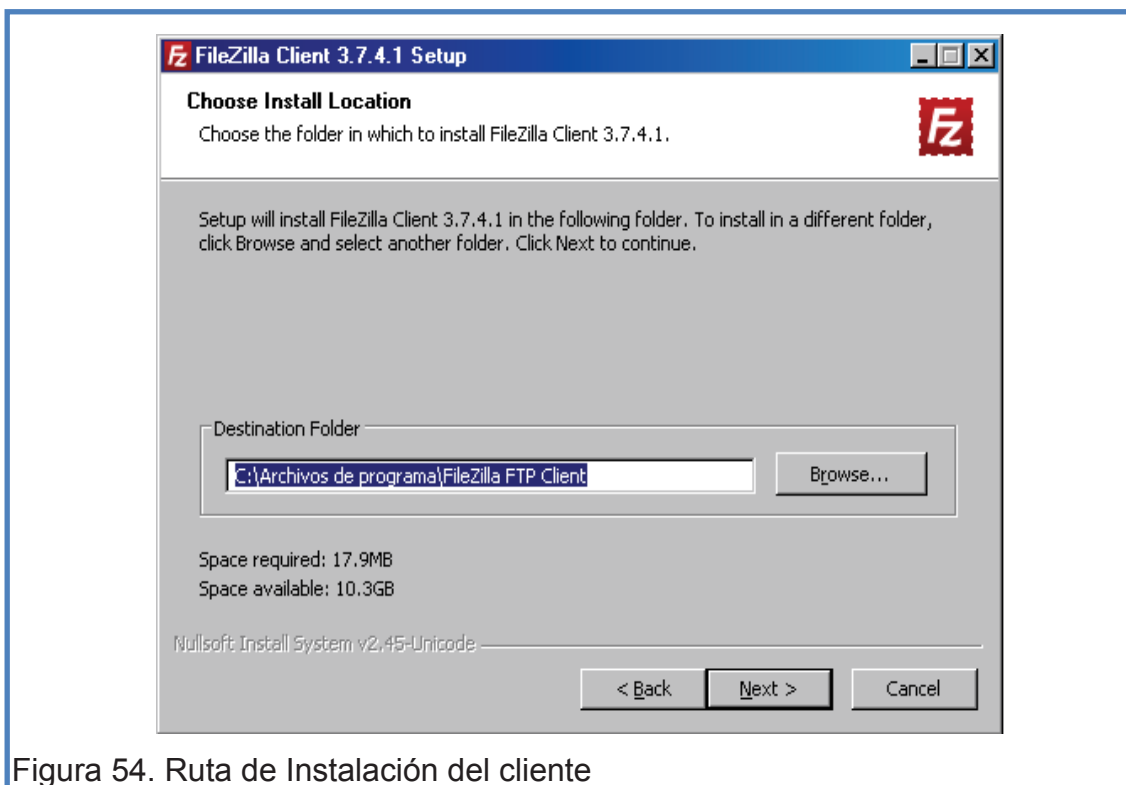 FileZilla Client 3.7.4.1 Setup
Choose Install Location
Choose the folder in which to install FileZilla Client 3.7.4.1.
Fz
Setup will install FileZilla Client 3.7.4.1 in the following folder. To install in a different folder,
click Browse and select another folder. Click Next to continue.
Destination Folder
C:\Archivos de programa\FileZilla FTP Client
Browse...
Space required: 17.9MB
Space available: 10.3GB
Nullsoft Install System v2.45-Unicode
< Back
Next >
Cancel
Figura 54. Ruta de Instalación del cliente